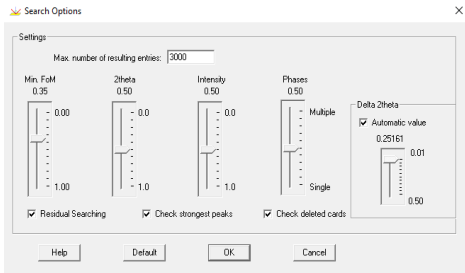 Search Options
Settings
Max. number of resulting entries: 3000
Min. FoM 2theta Intensity Phases
0.35 0.50 0.50 0.50
Delta 2theta
0.00 0.0 0.0 Multiple
Automatic value
0.25161
0.01
1.00 1.0 1.0 Single
0.50
Residual Searching Check strongest peaks Check deleted cards
Help Default OK Cancel